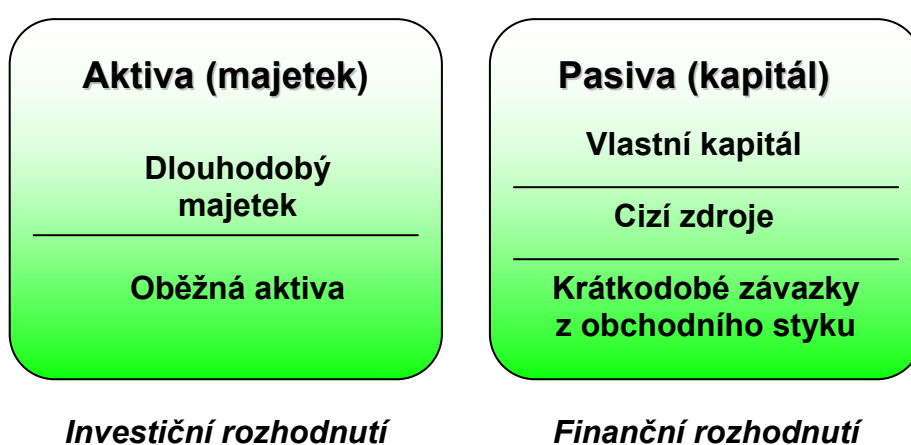 Aktiva (majetek)
Dlouhodobý
majetek
Oběžná aktiva
Investiční rozhodnutí
Pasiva (kapitál)
Vlastní kapitál
Cizí zdroje
Krátkodobé závazky
z obchodního styku
Finanční rozhodnutí